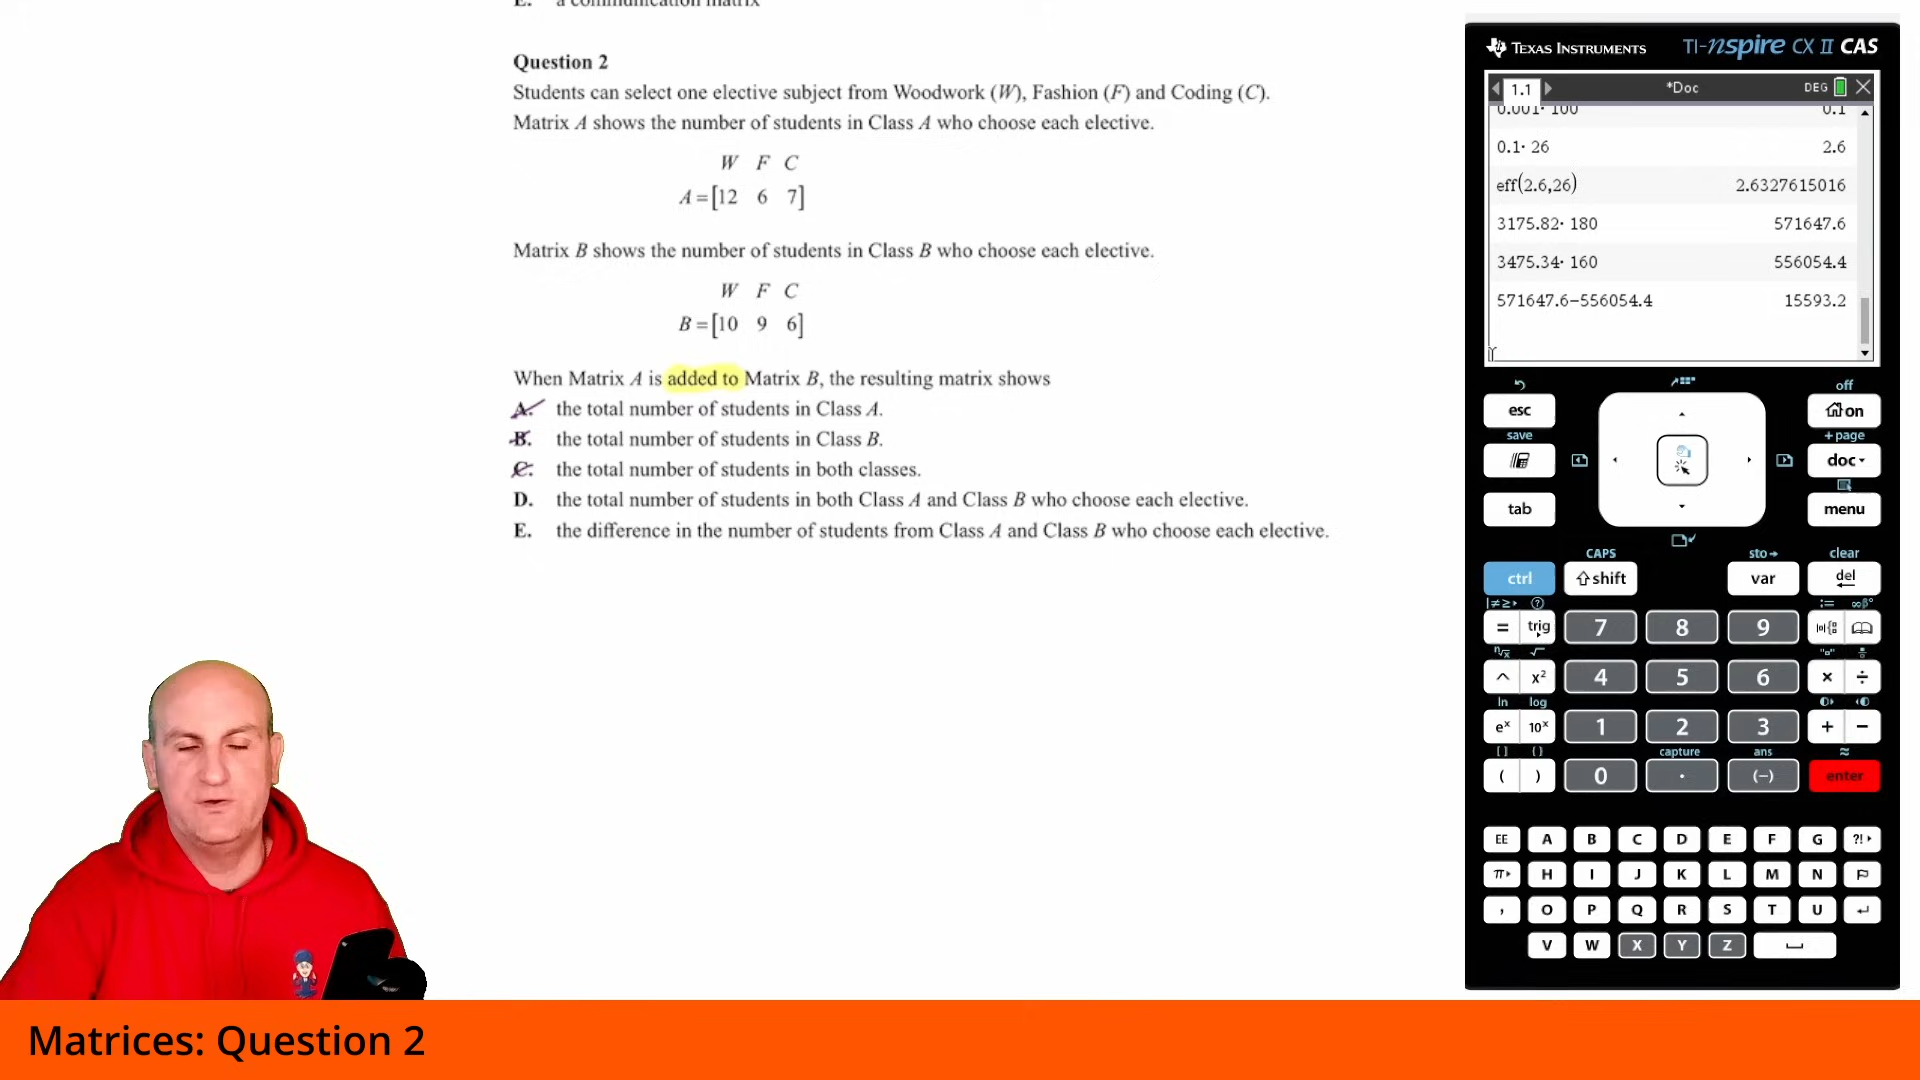 E. a communication matrix
Question 2
Students can select one elective subject from Woodwork (W), Fashion (F) and Coding (C).
Matrix A shows the number of students in Class A who choose each elective.
W F C
A = [12 6 7]
Matrix B shows the number of students in Class B who choose each elective.
W F C
B = [10 9 6]
When Matrix A is added to Matrix B, the resulting matrix shows
A. the total number of students in Class A.
B. the total number of students in Class B.
C. the total number of students in both classes.
D. the total number of students in both Class A and Class B who choose each elective.
E. the difference in the number of students from Class A and Class B who choose each elective.
Matrices: Question 2
TEXAS INSTRUMENTS TI-nspire CX II CAS
1.1 *Doc DEG
0.001·100 0.1
0.1·26 2.6
eff(2.6,26) 2.6327615016
3175.82·180 571647.6
3475.34·160 556054.4
571647.6−556054.4 15593.2
off
esc on
save +page
doc
tab menu
CAPS sto→ clear
ctrl shift var del
|≠≥▸ ? := ∞β°
= trig 7 8 9 |□|{□
ⁿ√x √ "□"
^ x² 4 5 6 × ÷
ln log
eˣ 10ˣ 1 2 3 + −
[ ] { } capture ans ≈
( ) 0 . (−) enter
EE A B C D E F G ?!▸
π▸ H I J K L M N
, O P Q R S T U
V W X Y Z